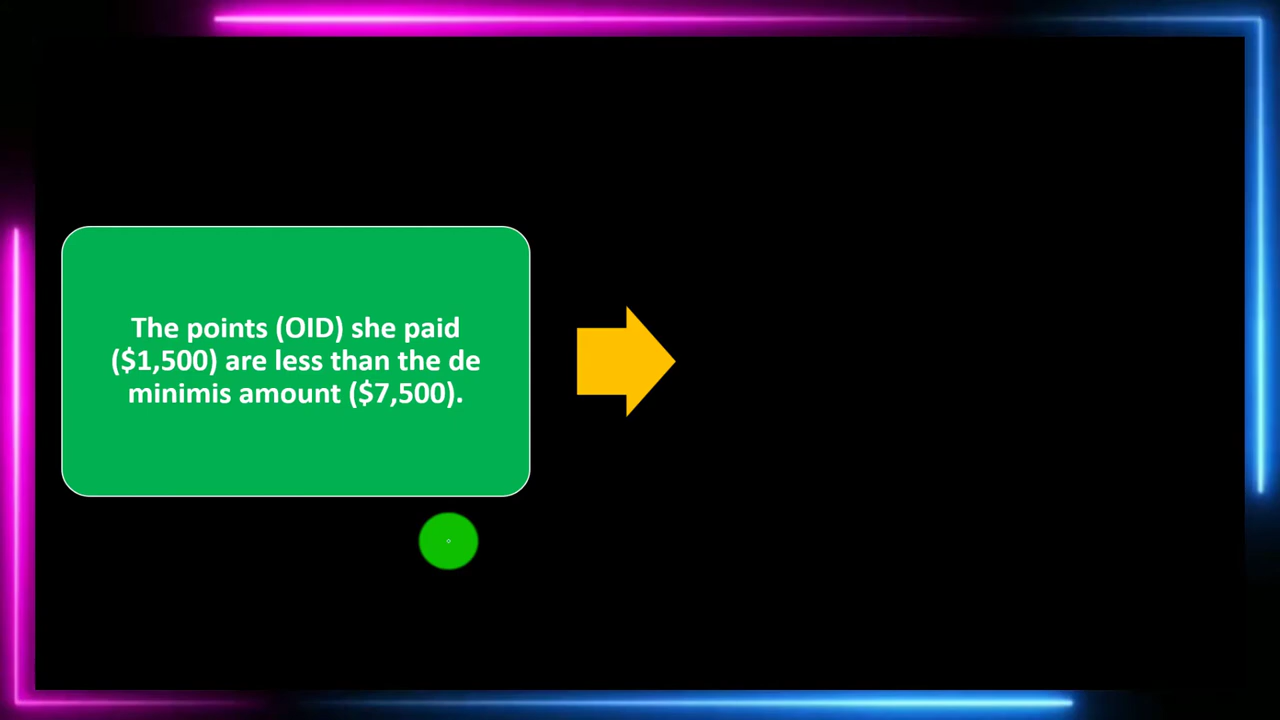 The points (OID) she paid
($1,500) are less than the de
minimis amount ($7,500).